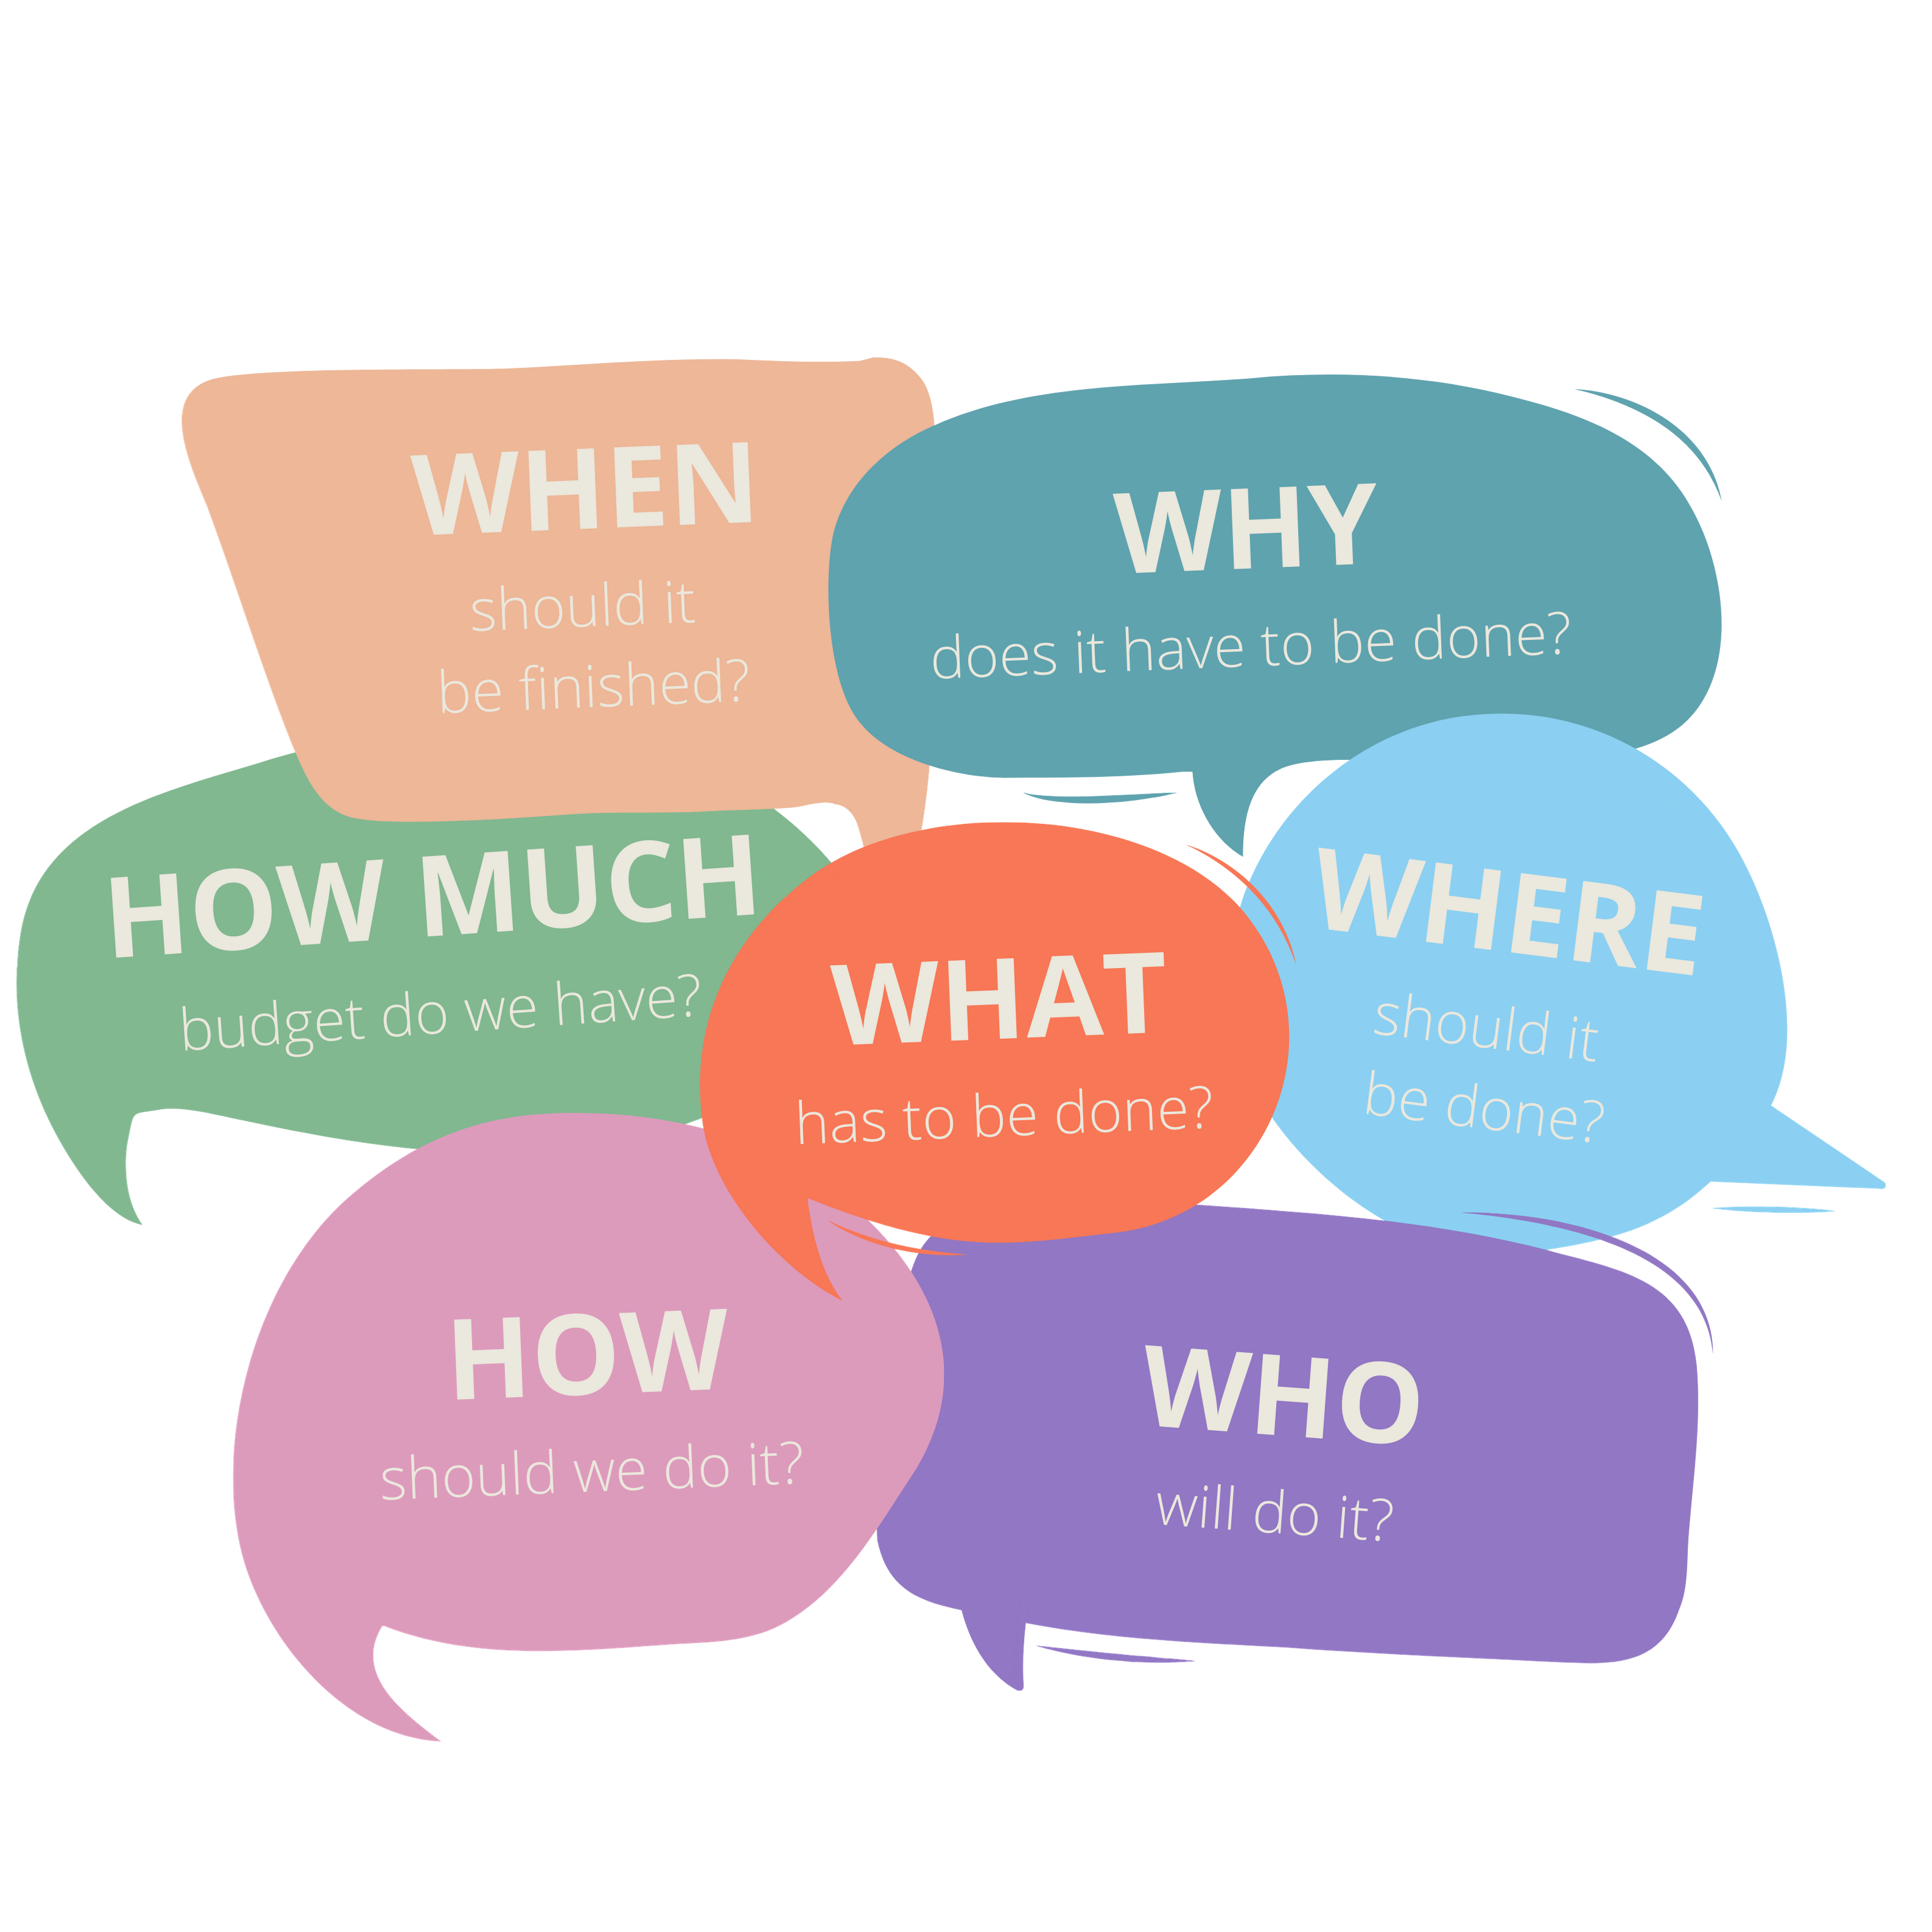 WHEN
should it
be finished?
WHY
does it have to be done?
HOW MUCH
budget do we have?
WHAT
has to be done?
WHERE
should it
be done?
HOW
should we do it?
WHO
will do it?